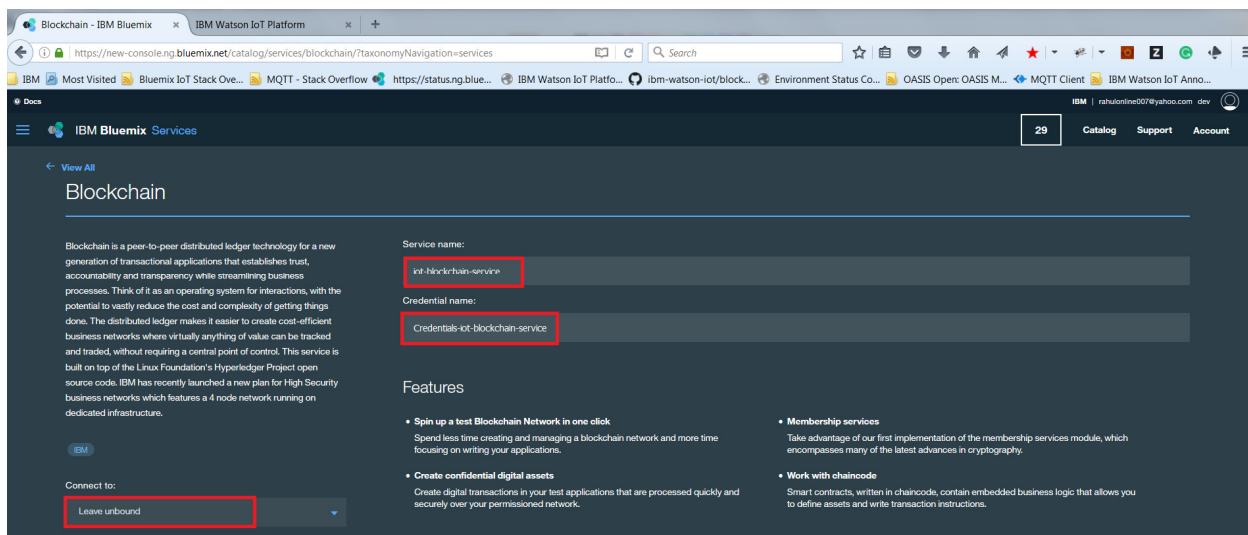 Blockchain - IBM Bluemix ×
IBM Watson IoT Platform × +
https://new-console.ng.bluemix.net/catalog/services/blockchain/?taxonomyNavigation=services
Search
IBM Most Visited Bluemix IoT Stack Ove... MQTT - Stack Overflow https://status.ng.blue... IBM Watson IoT Platfo... ibm-watson-iot/block... Environment Status Co... OASIS Open: OASIS M... MQTT Client IBM Watson IoT Anno...
Docs
IBM | rahulonline007@yahoo.com dev
IBM Bluemix Services
29 Catalog Support Account
← View All
Blockchain
Blockchain is a peer-to-peer distributed ledger technology for a new
generation of transactional applications that establishes trust,
accountability and transparency while streamlining business
processes. Think of it as an operating system for interactions, with the
potential to vastly reduce the cost and complexity of getting things
done. The distributed ledger makes it easier to create cost-efficient
business networks where virtually anything of value can be tracked
and traded, without requiring a central point of control. This service is
built on top of the Linux Foundation's Hyperledger Project open
source code. IBM has recently launched a new plan for High Security
business networks which features a 4 node network running on
dedicated infrastructure.
IBM
Connect to:
Leave unbound
Service name:
iot-blockchain-service
Credential name:
Credentials-iot-blockchain-service
Features
• Spin up a test Blockchain Network in one click
Spend less time creating and managing a blockchain network and more time
focusing on writing your applications.
• Create confidential digital assets
Create digital transactions in your test applications that are processed quickly and
securely over your permissioned network.
• Membership services
Take advantage of our first implementation of the membership services module, which
encompasses many of the latest advances in cryptography.
• Work with chaincode
Smart contracts, written in chaincode, contain embedded business logic that allows you
to define assets and write transaction instructions.